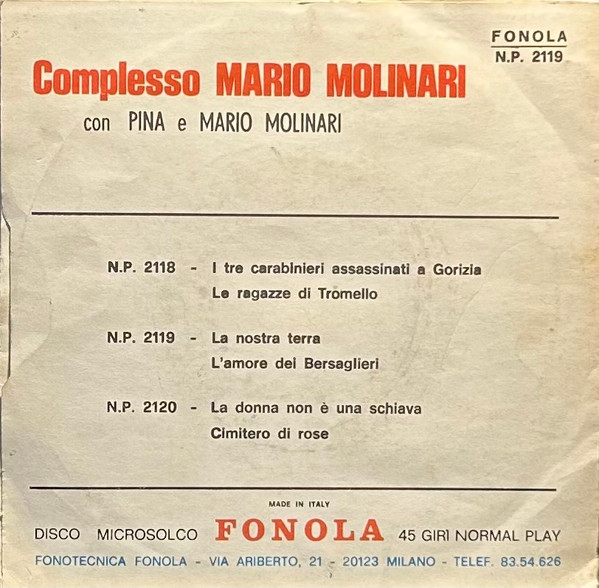 FONOLA
N.P. 2119
Complesso MARIO MOLINARI
con PINA e MARIO MOLINARI
N.P. 2118 - I tre carabinieri assassinati a Gorizia
Le ragazze di Tromello
N.P. 2119 - La nostra terra
L'amore dei Bersaglieri
N.P. 2120 - La donna non è una schiava
Cimitero di rose
MADE IN ITALY
DISCO MICROSOLCO FONOLA 45 GIRI NORMAL PLAY
FONOTECNICA FONOLA - VIA ARIBERTO, 21 - 20123 MILANO - TELEF. 83.54.626